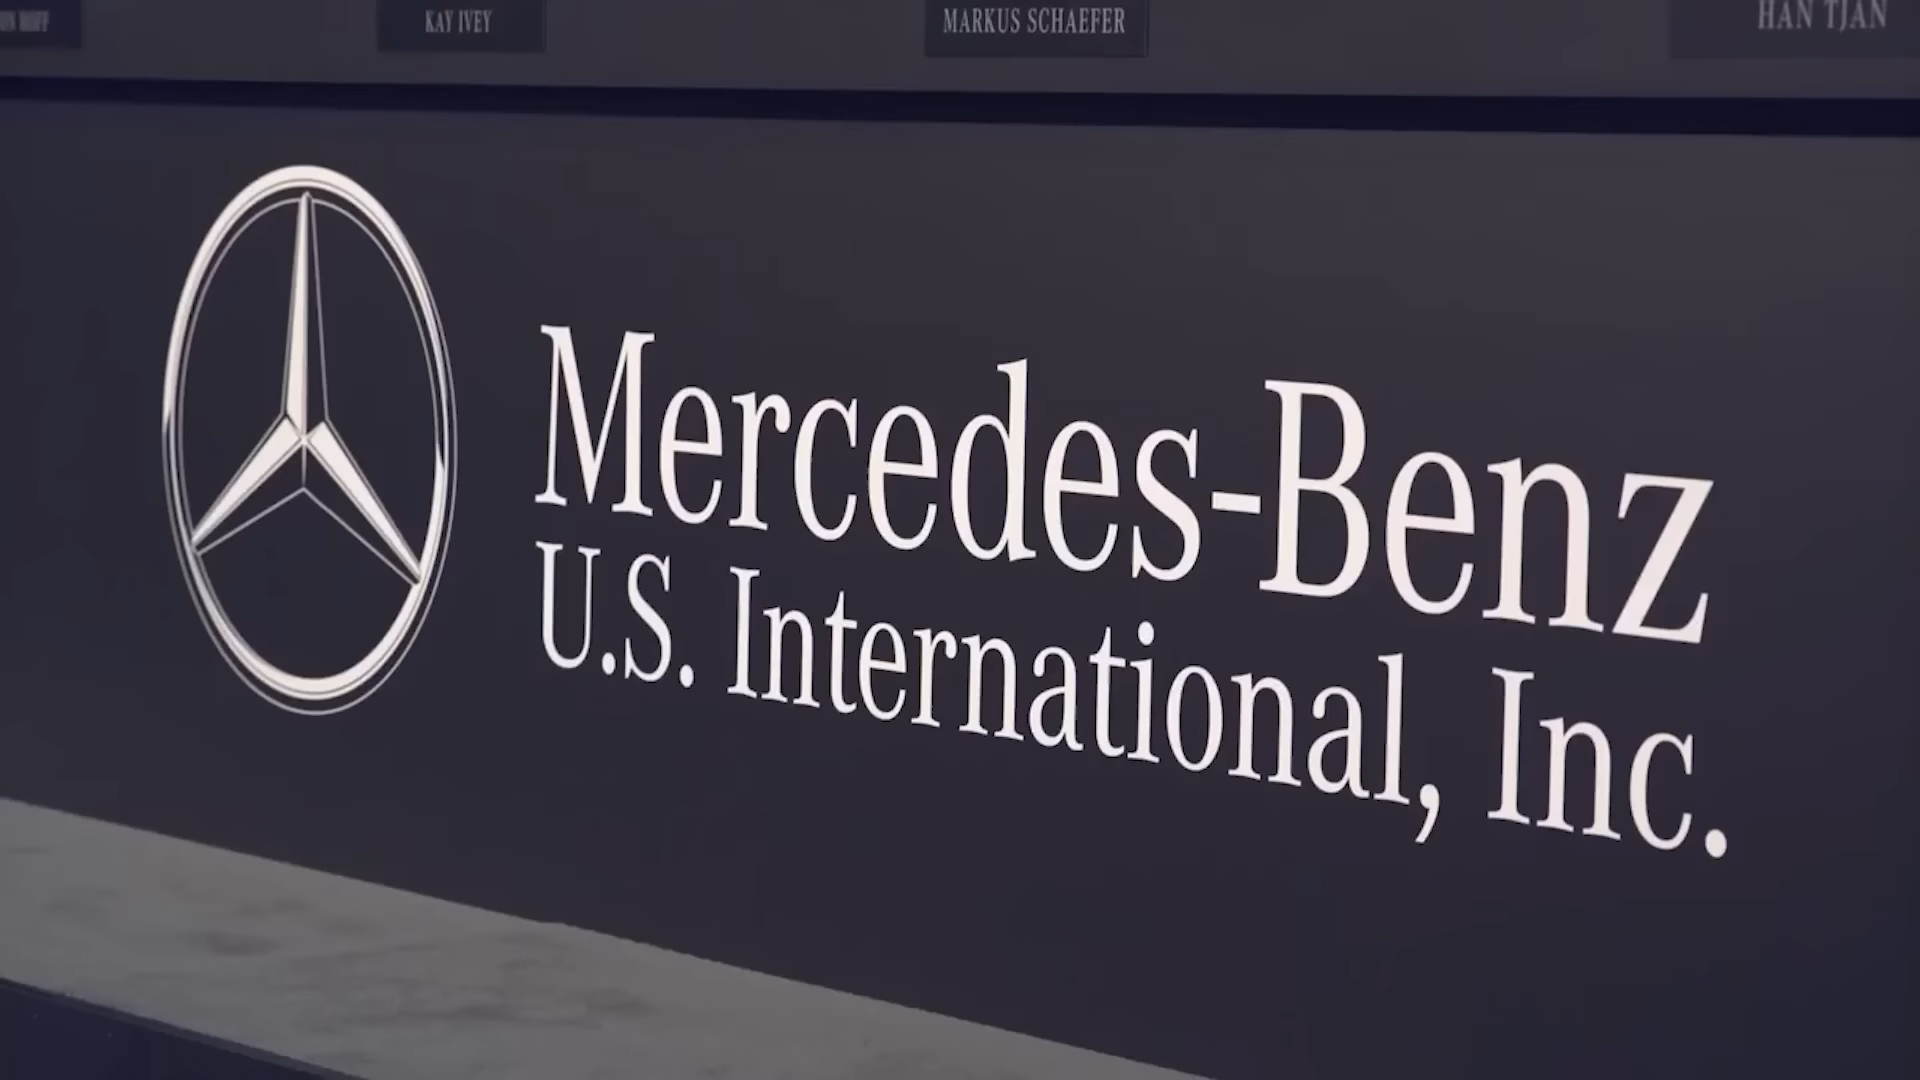 KAY IVEY
MARKUS SCHAEFER
HAN TJAN
Mercedes-Benz
U.S. International, Inc.